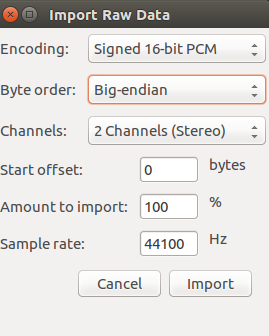 Import Raw Data
Encoding: Signed 16-bit PCM
Byte order: Big-endian
Channels: 2 Channels (Stereo)
Start offset: 0 bytes
Amount to import: 100 %
Sample rate: 44100 Hz
Cancel Import